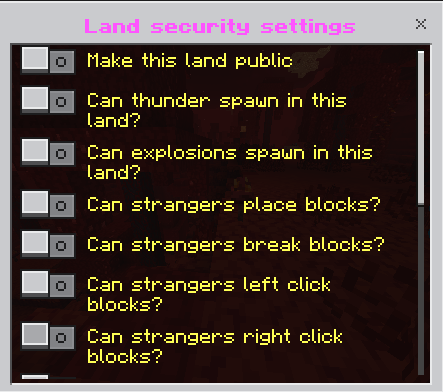 Land security settings
Make this land public
Can thunder spawn in this
land?
Can explosions spawn in this
land?
Can strangers place blocks?
Can strangers break blocks?
Can strangers left click
blocks?
Can strangers right click
blocks?